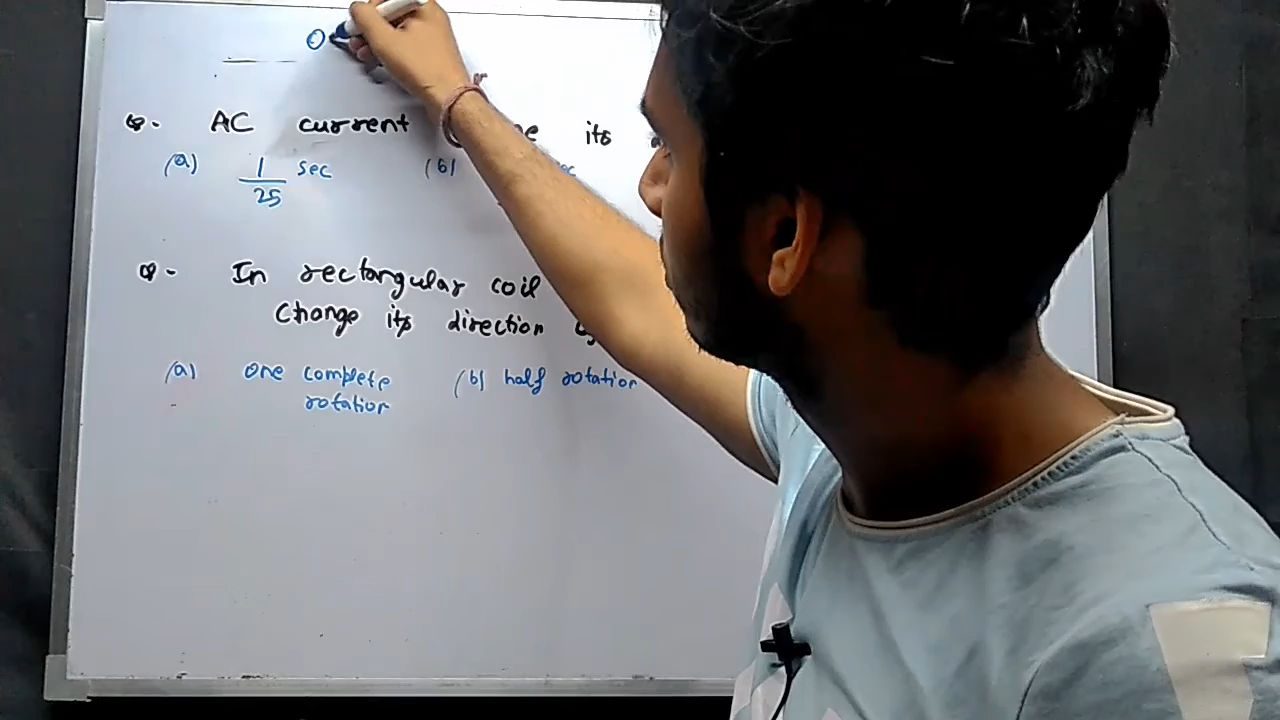 O
Q. AC current its
(a) 1/25 sec (b)
Q- In rectangular coil
Change its direction
(a) One complete (b) half rotation
rotation